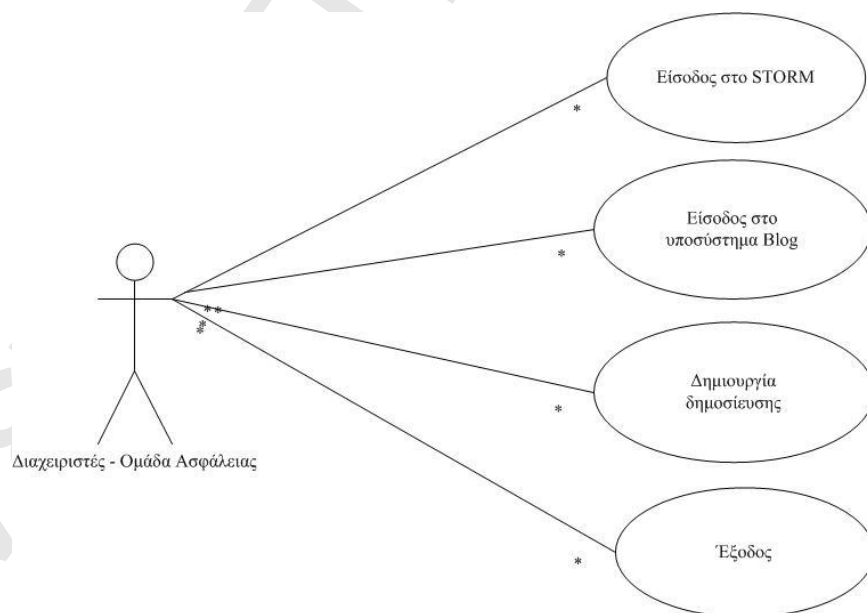 Είσοδος στο STORM
*
Είσοδος στο
υποσύστημα Blog
*
**
*
*
Δημιουργία
δημοσίευσης
*
Διαχειριστές - Ομάδα Ασφάλειας
Έξοδος
*